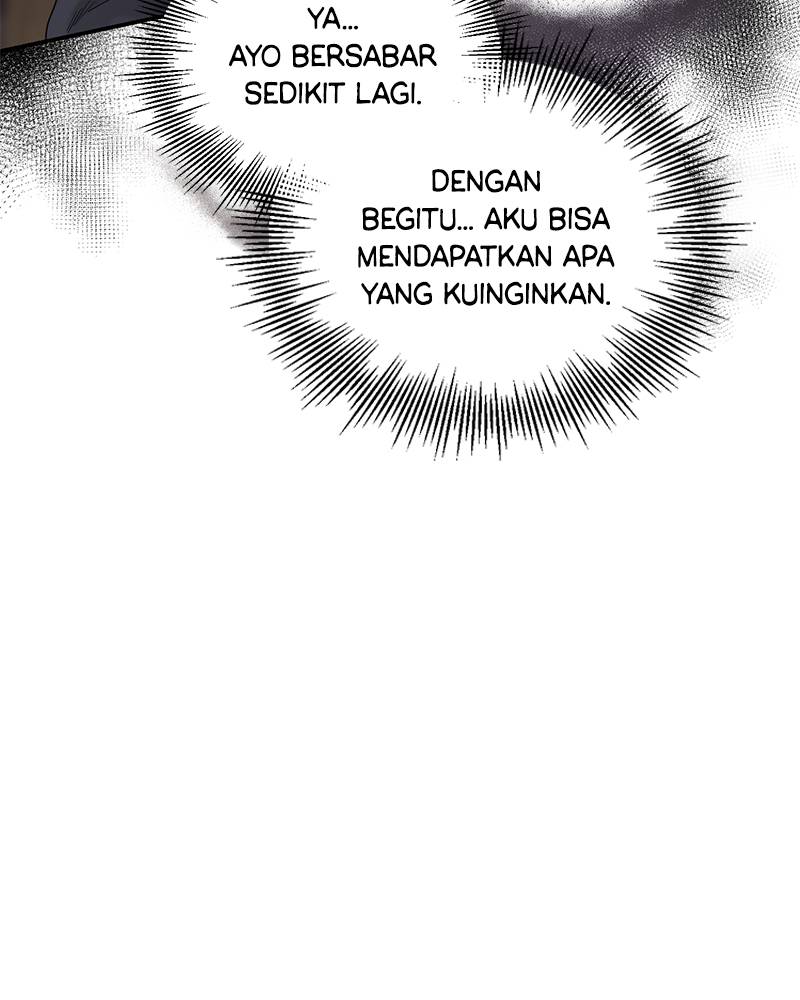 YA...
AYO BERSABAR
SEDIKIT LAGI.
DENGAN
BEGITU... AKU BISA
MENDAPATKAN APA
YANG KUINGINKAN.